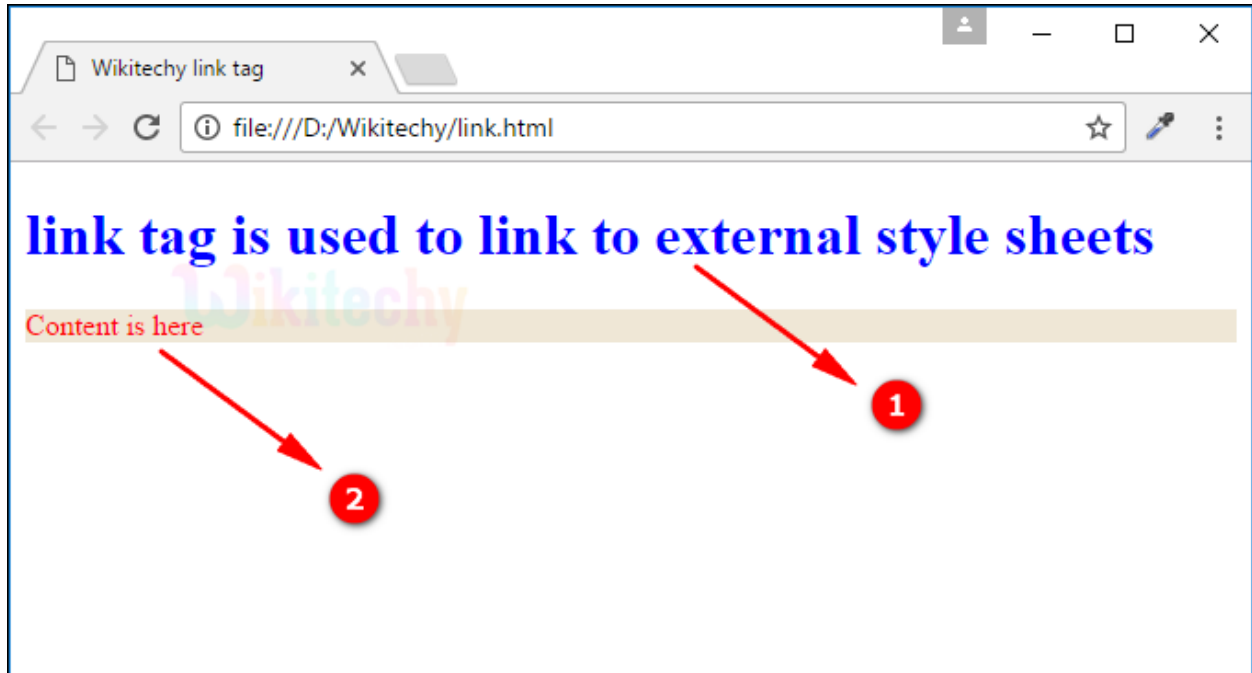 Wikitechy link tag
file:///D:/Wikitechy/link.html
link tag is used to link to external style sheets
Wikitechy
Content is here
1
2